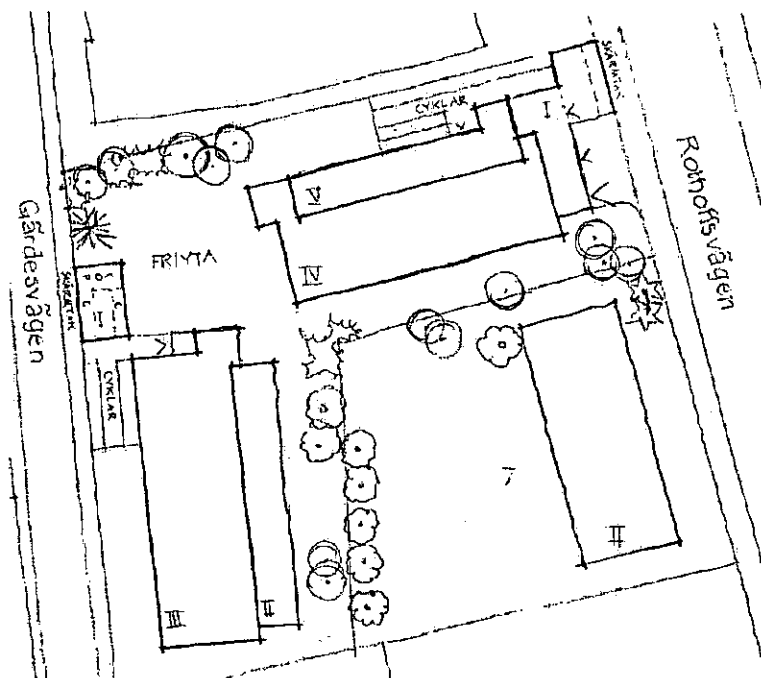 SKÄRMTAK
CYKLAR
I
Rothoffsvägen
Gärdesvägen
FRIYTA
IV
SKÄRMTAK
I
CYKLAR
7
II
III
II